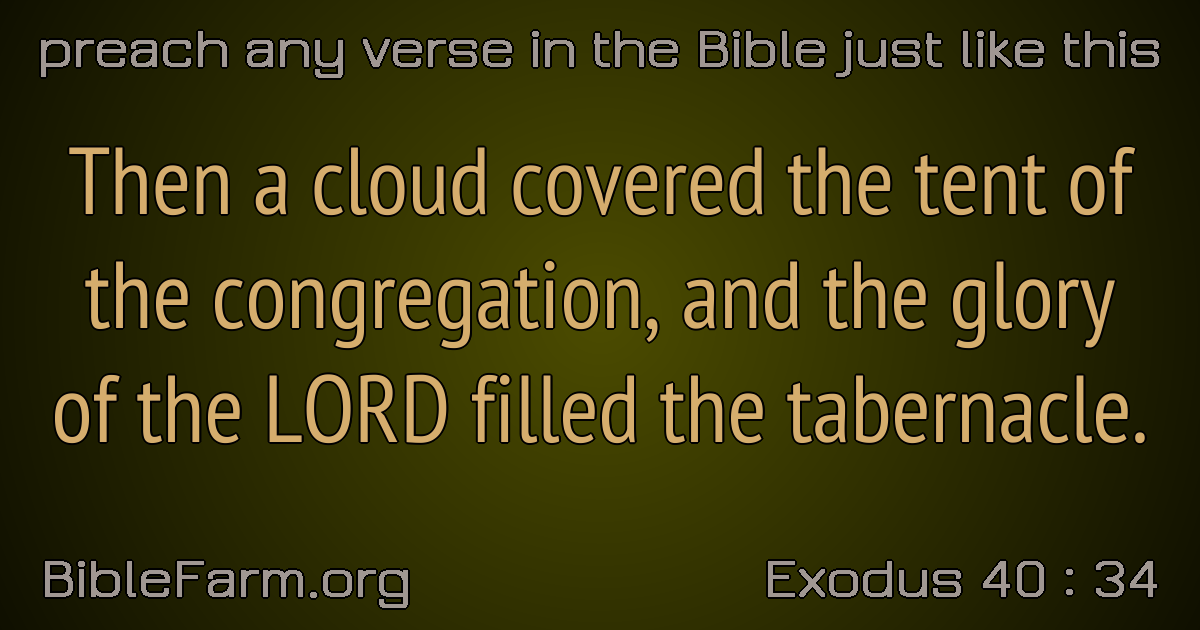 preach any verse in the Bible just like this
Then a cloud covered the tent of
the congregation, and the glory
of the LORD filled the tabernacle.
BibleFarm.org
Exodus 40 : 34